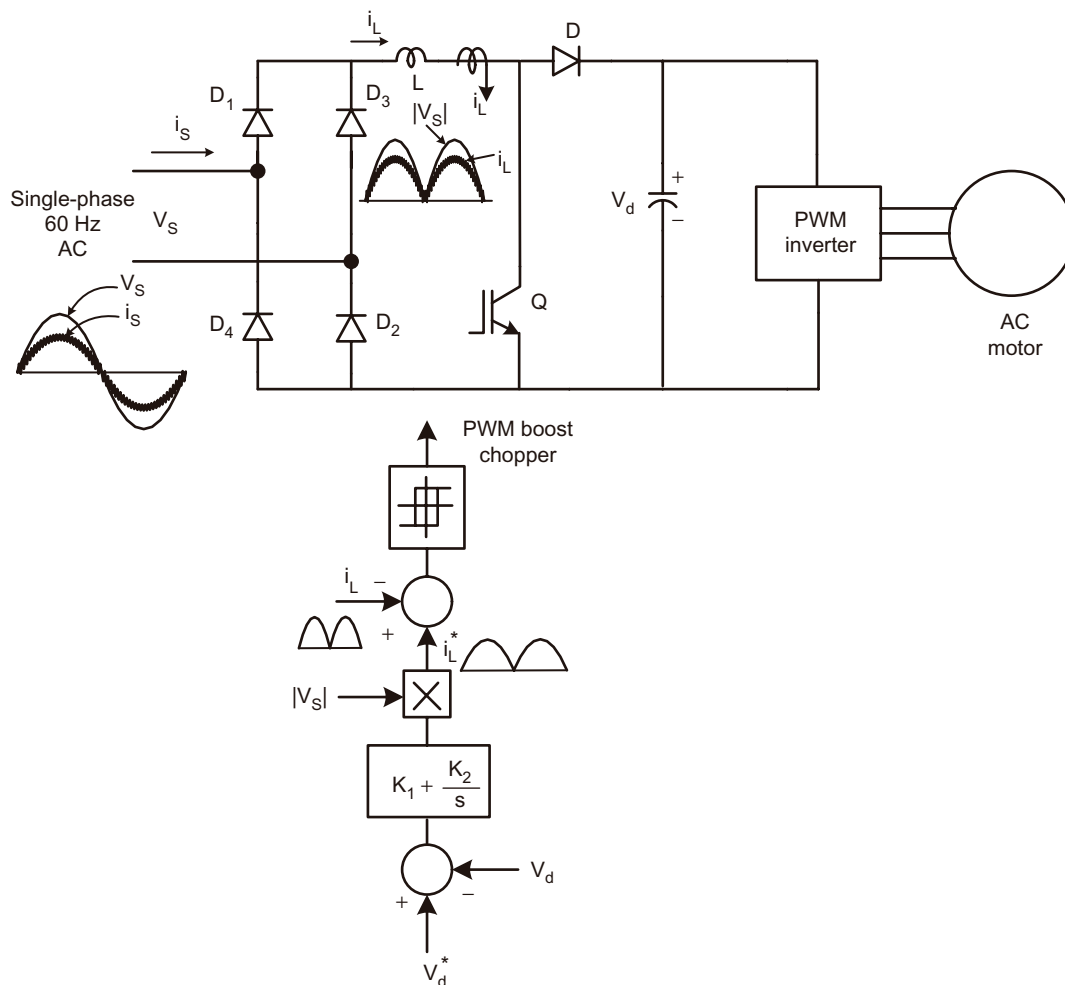 i_L
D
L
D_1
D_3
i_L
|V_S|
i_L
i_S
Single-phase
60 Hz
AC
V_S
V_d
+
−
PWM
inverter
V_S
i_S
D_4
D_2
Q
AC
motor
PWM boost
chopper
i_L
−
+
i_L^*
|V_S|
K_1 + K_2/s
V_d
+
−
V_d^*